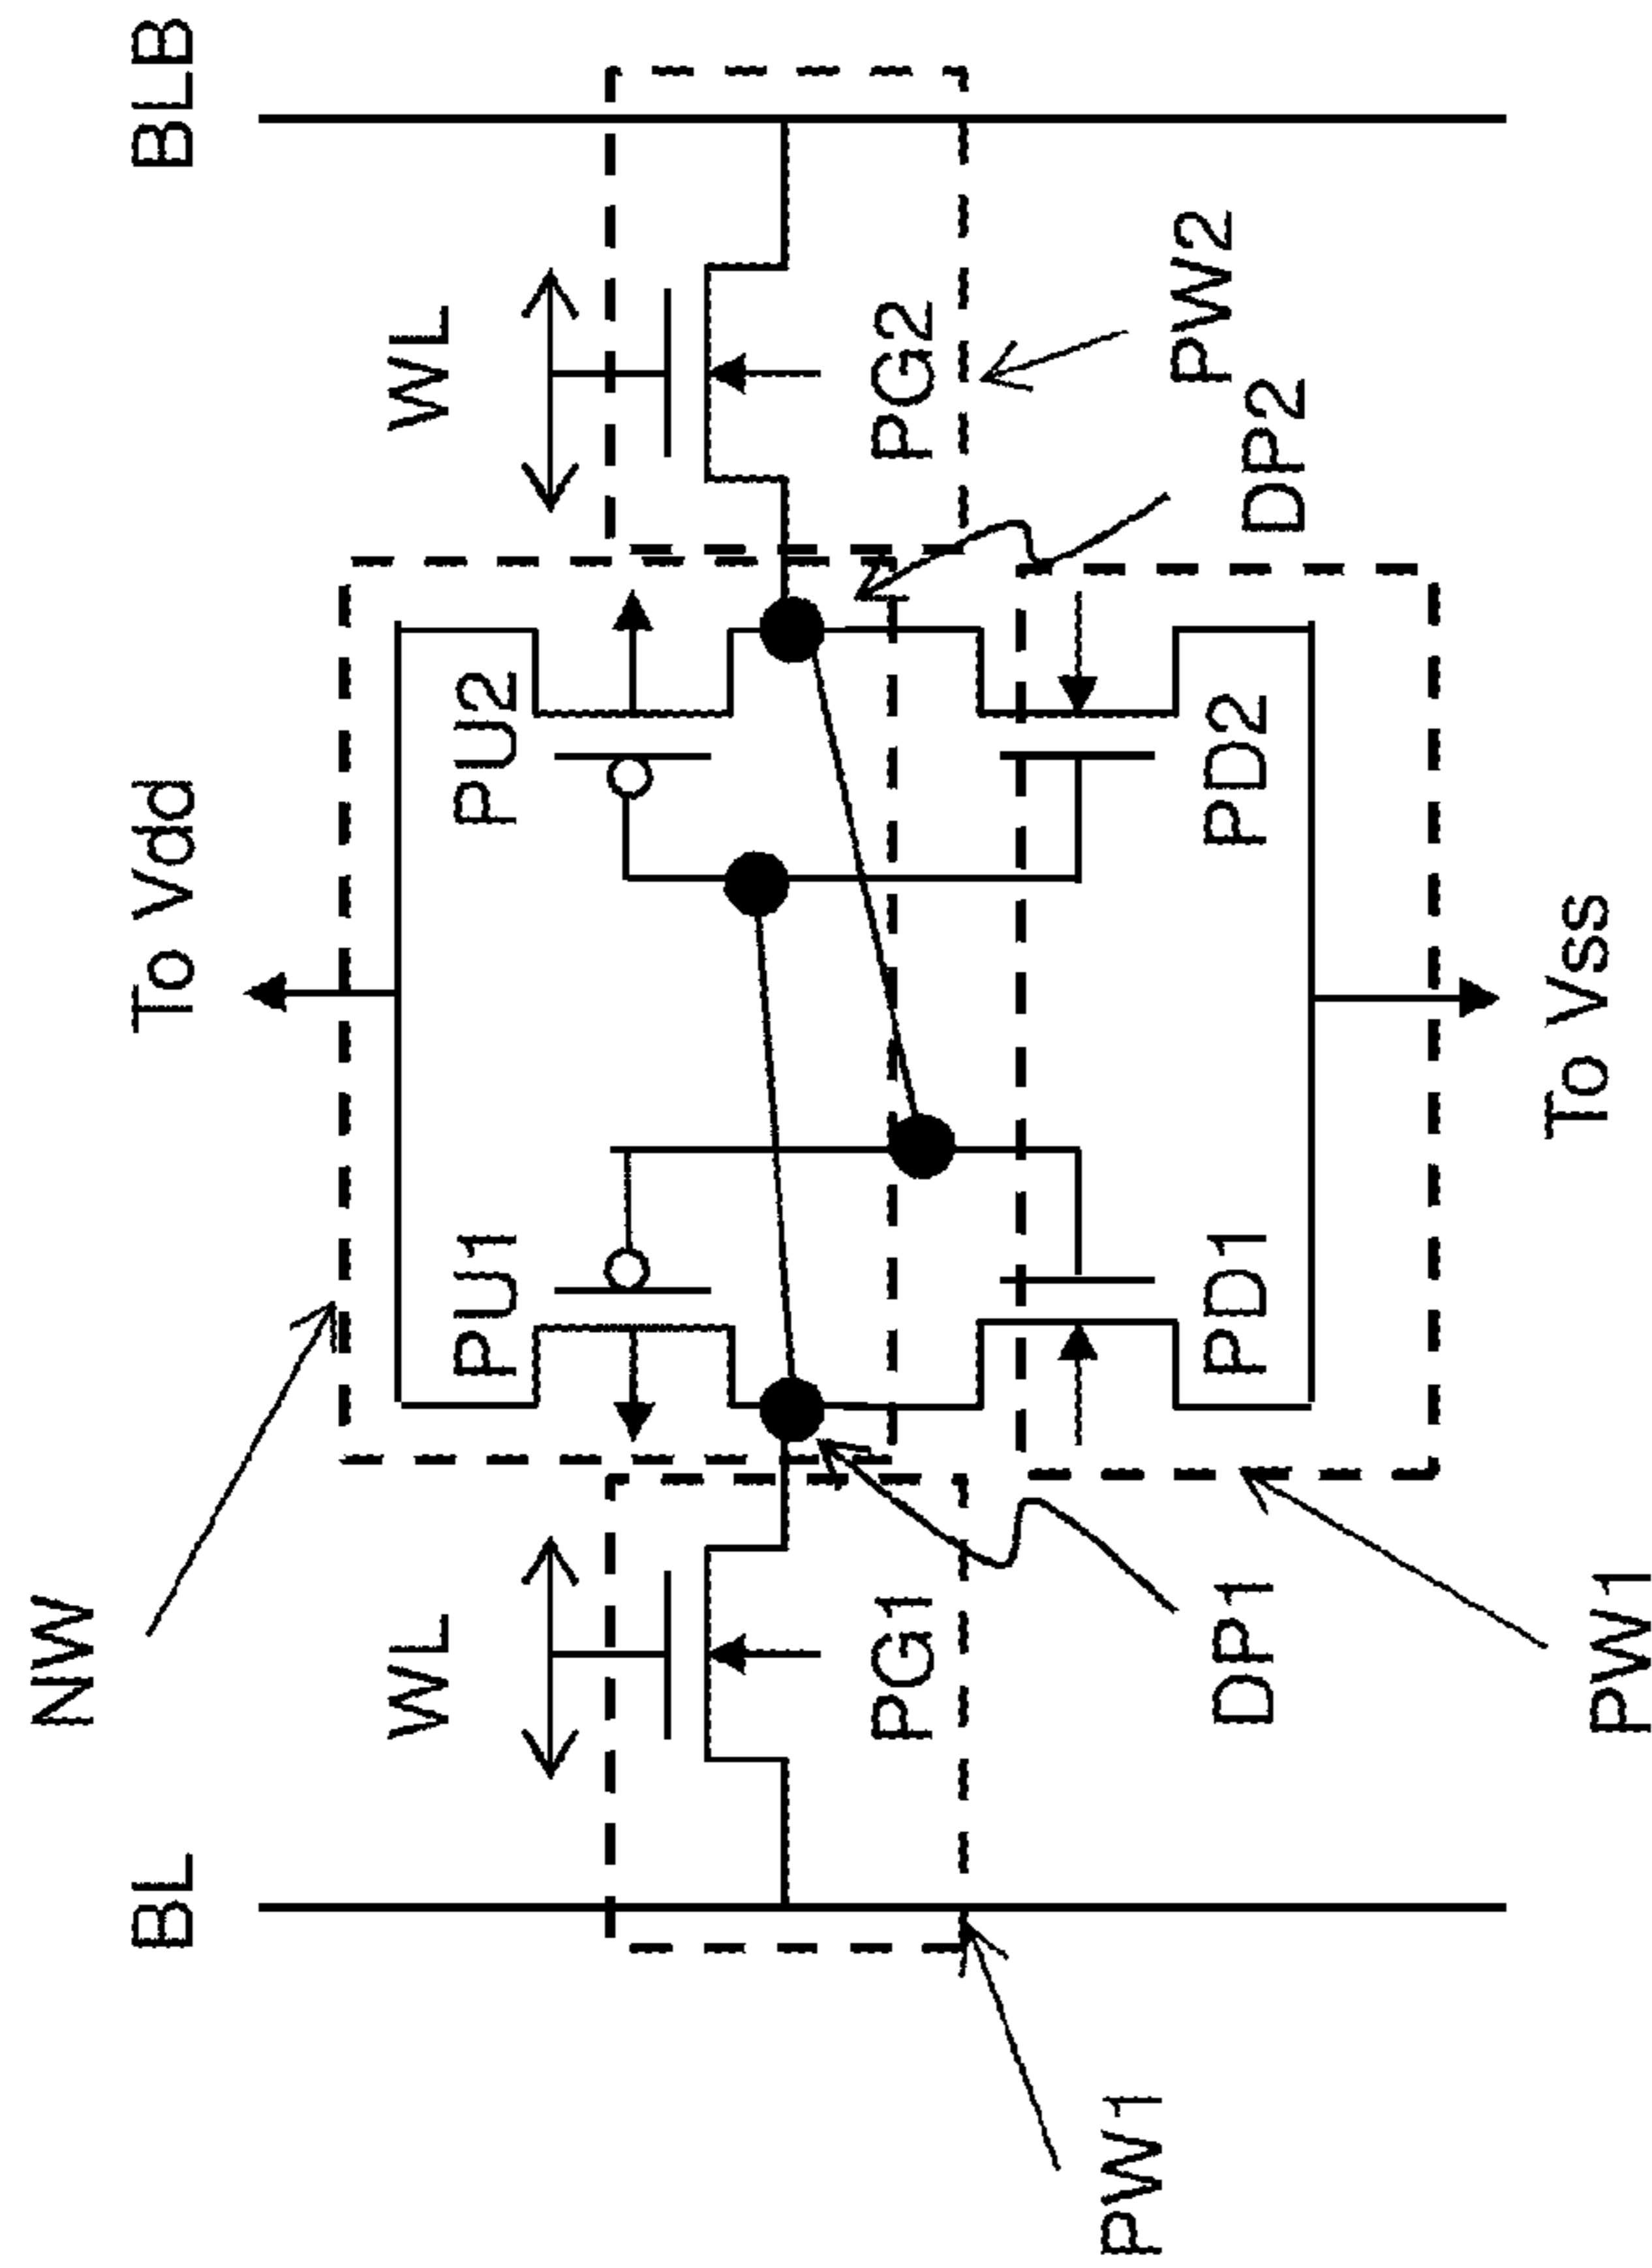 NW
BL
To Vdd
BLB
WL
PU1
PU2
WL
PG1
PG2
PW1
DP1
PD1
PD2
DP2
PW2
PW1
To Vss